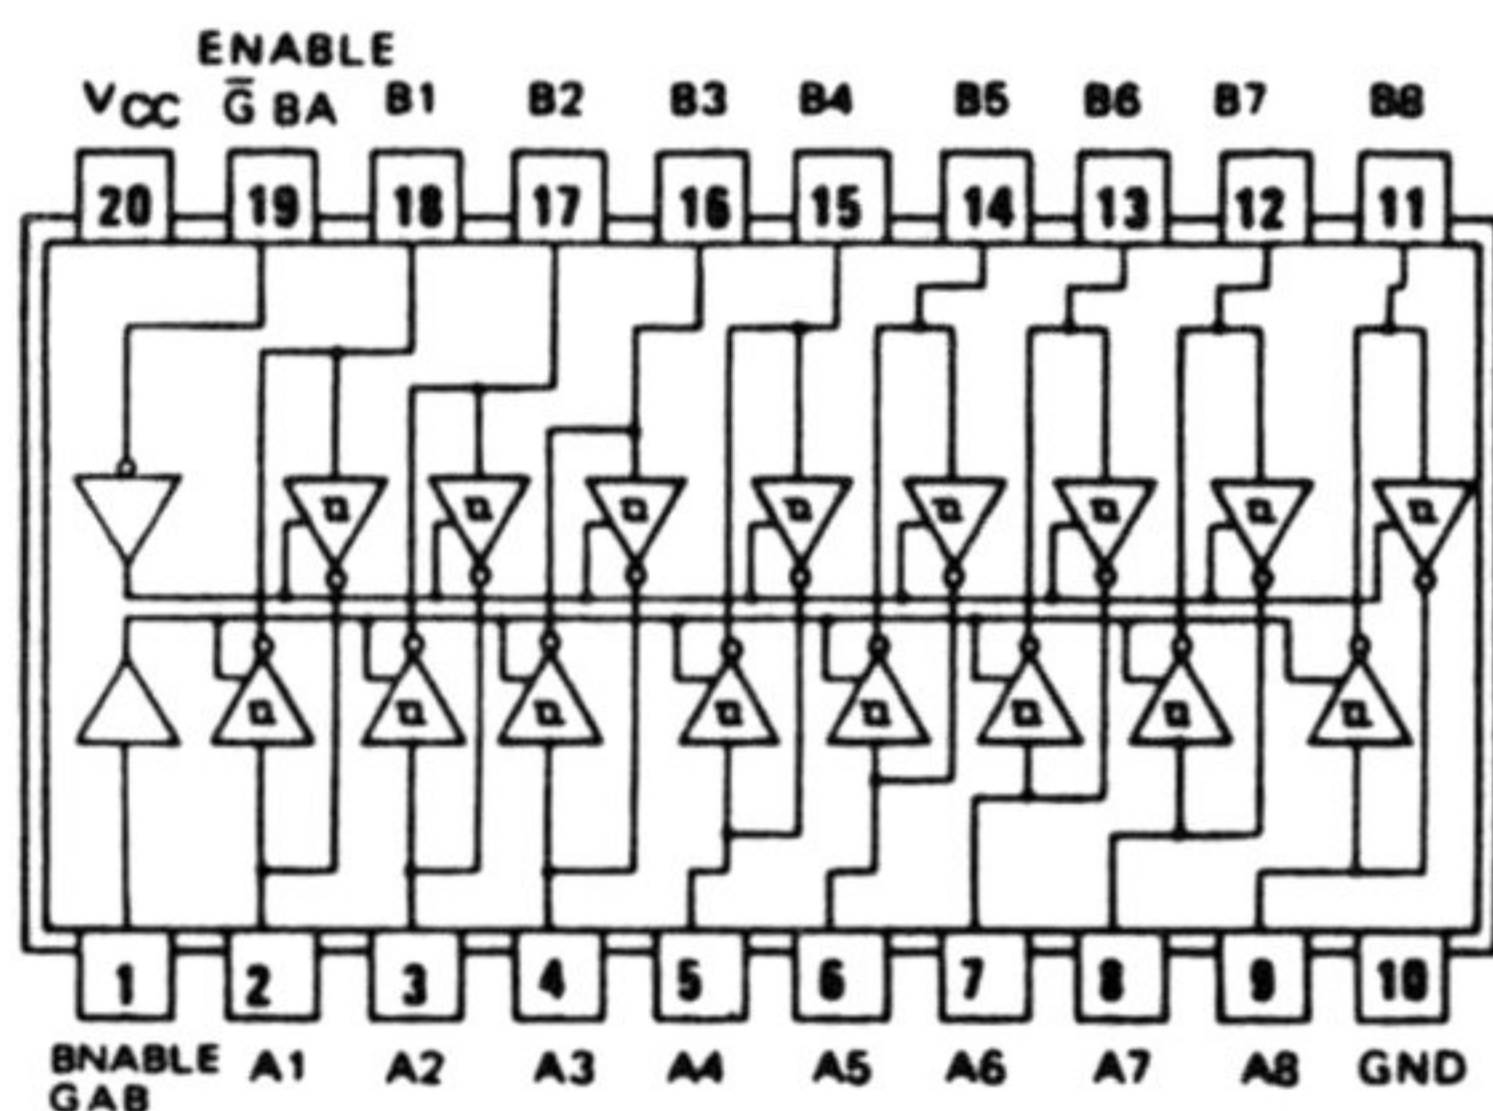 ENABLE
VCC G̅ BA B1 B2 B3 B4 B5 B6 B7 B8
20 19 18 17 16 15 14 13 12 11
1 2 3 4 5 6 7 8 9 10
BNABLE A1 A2 A3 A4 A5 A6 A7 A8 GND
GAB